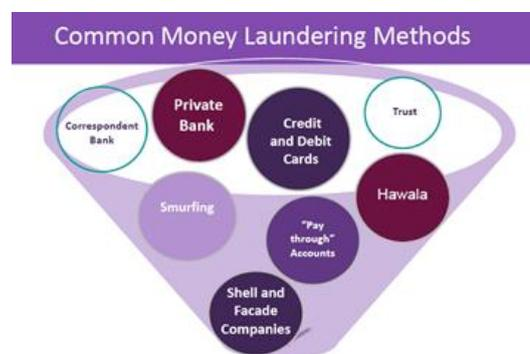 Common Money Laundering Methods
Correspondent
Bank
Private
Bank
Credit
and Debit
Cards
Trust
Smurfing
"Pay
through"
Accounts
Hawala
Shell and
Facade
Companies